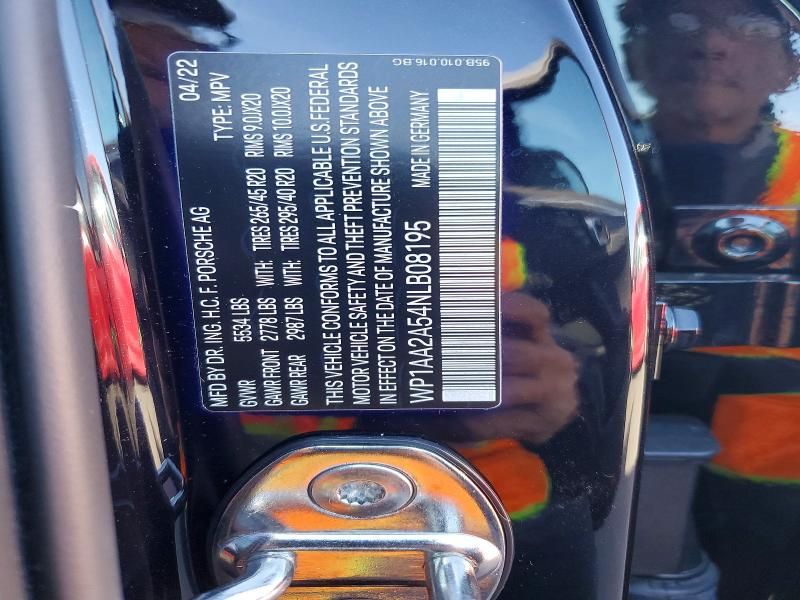 MFD BY DR. ING. H.C. F. PORSCHE AG 04/22
GVWR 5534 LBS TYPE: MPV
GAWR FRONT 2778 LBS WITH: TIRES 265/45 R20 RIMS 9.0JX20
GAWR REAR 2987 LBS WITH: TIRES 295/40 R20 RIMS 10.0JX20
THIS VEHICLE CONFORMS TO ALL APPLICABLE U.S. FEDERAL
MOTOR VEHICLE SAFETY AND THEFT PREVENTION STANDARDS
IN EFFECT ON THE DATE OF MANUFACTURE SHOWN ABOVE
WP1AA2A54NLB08195 MADE IN GERMANY
95B.010.016.BG